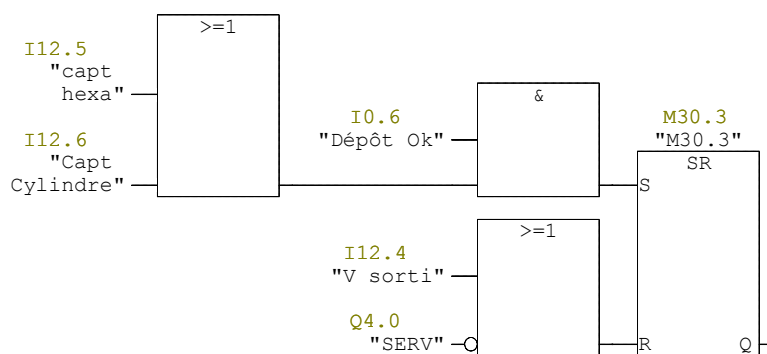 >=1
I12.5
"capt
hexa"
I12.6
"Capt
Cylindre"
&
I0.6
"Dépôt Ok"
M30.3
"M30.3"
SR
S
>=1
I12.4
"V sorti"
Q4.0
"SERV"
R
Q